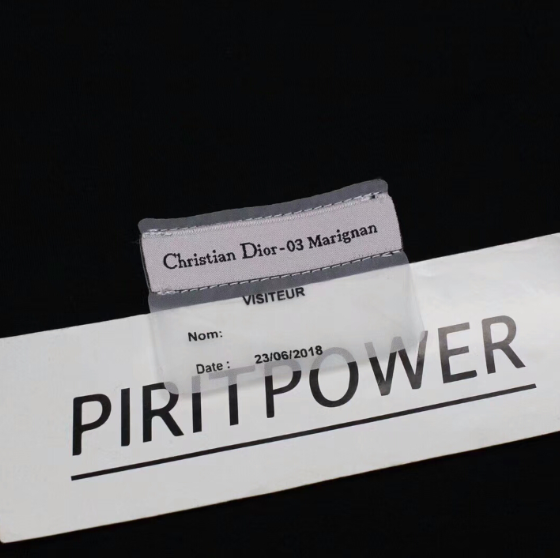 Christian Dior-03 Marignan
VISITEUR
Nom:
Date : 23/06/2018
PIRITPOWER